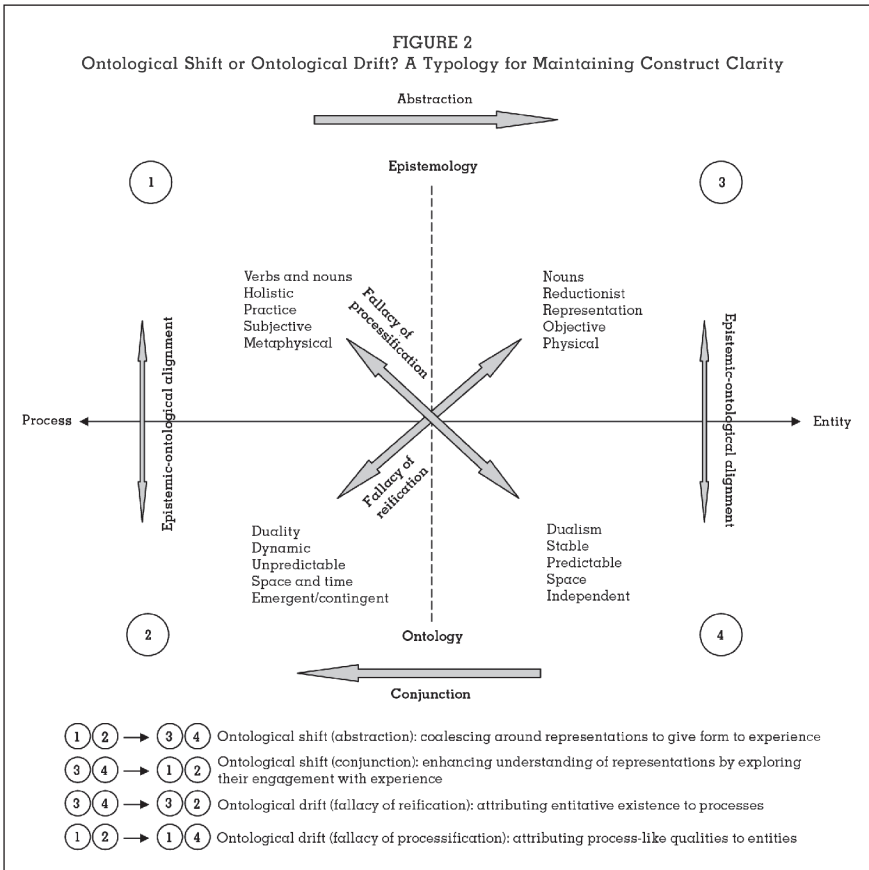 FIGURE 2
Ontological Shift or Ontological Drift? A Typology for Maintaining Construct Clarity
Abstraction
Epistemology
1
3
Verbs and nouns
Holistic
Practice
Subjective
Metaphysical
Fallacy of
processification
Nouns
Reductionist
Representation
Objective
Physical
Epistemic-ontological alignment
Epistemic-ontological alignment
Process
Entity
Fallacy of
reification
Duality
Dynamic
Unpredictable
Space and time
Emergent/contingent
Dualism
Stable
Predictable
Space
Independent
2
Ontology
4
Conjunction
1 2 → 3 4 Ontological shift (abstraction): coalescing around representations to give form to experience
3 4 → 1 2 Ontological shift (conjunction): enhancing understanding of representations by exploring
their engagement with experience
3 4 → 3 2 Ontological drift (fallacy of reification): attributing entitative existence to processes
1 2 → 1 4 Ontological drift (fallacy of processification): attributing process-like qualities to entities